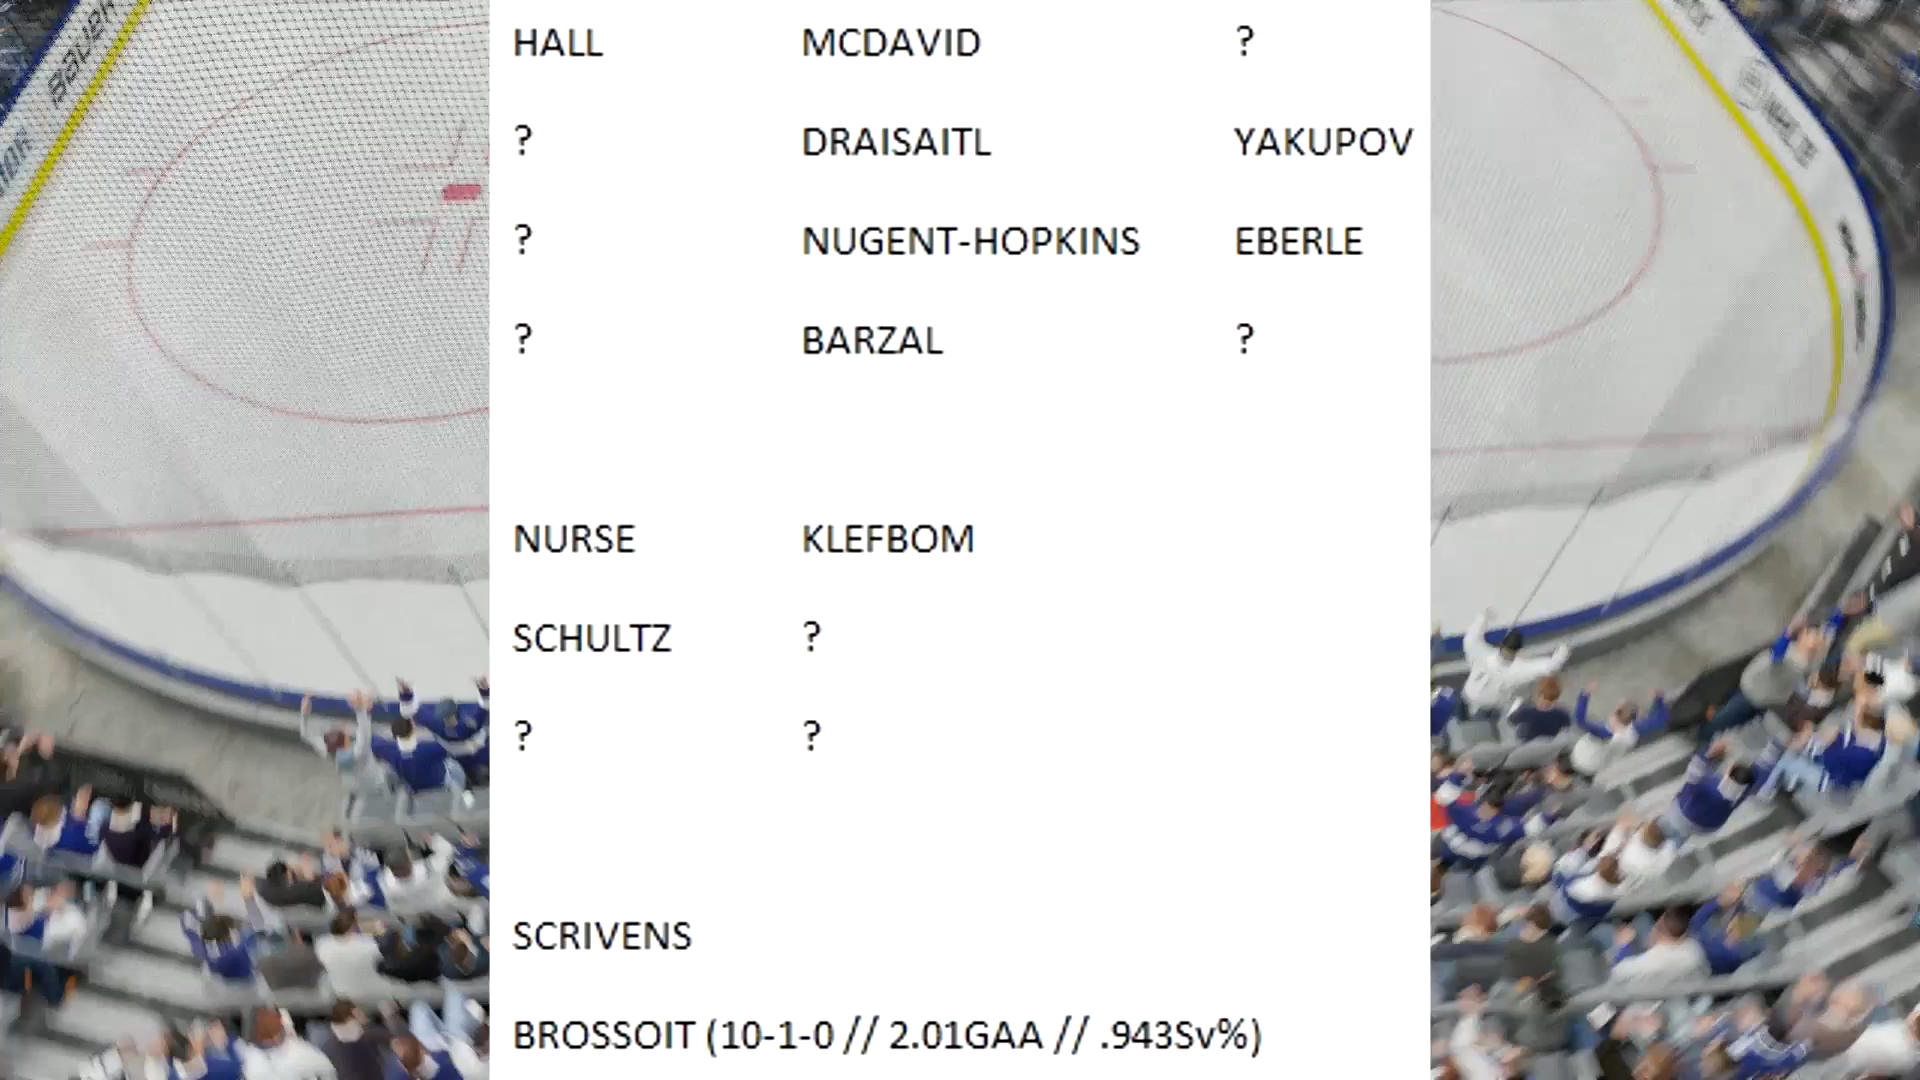 BAUER
HALL MCDAVID ?
? DRAISAITL YAKUPOV
? NUGENT-HOPKINS EBERLE
? BARZAL ?
NURSE KLEFBOM
SCHULTZ ?
? ?
SCRIVENS
BROSSOIT (10-1-0 // 2.01GAA // .943Sv%)